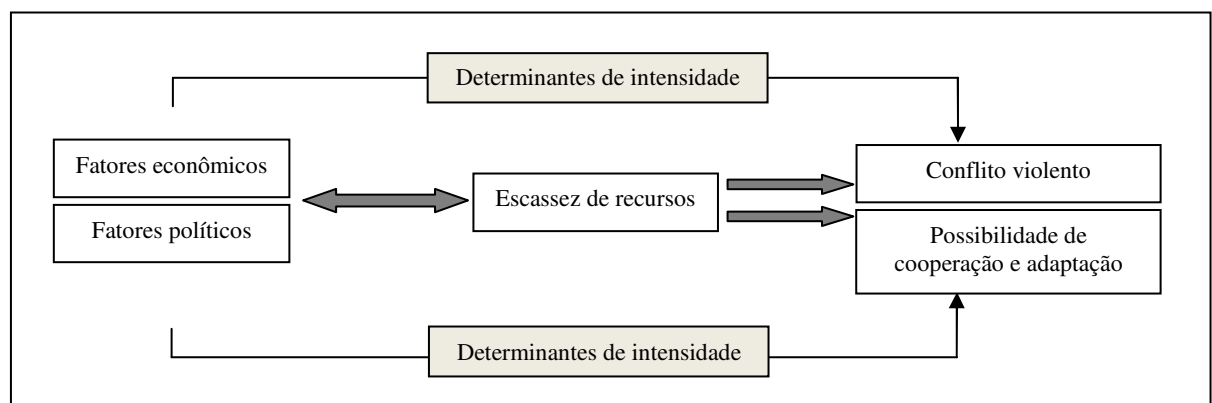 Determinantes de intensidade
Fatores econômicos
Fatores políticos
Escassez de recursos
Conflito violento
Possibilidade de
cooperação e adaptação
Determinantes de intensidade